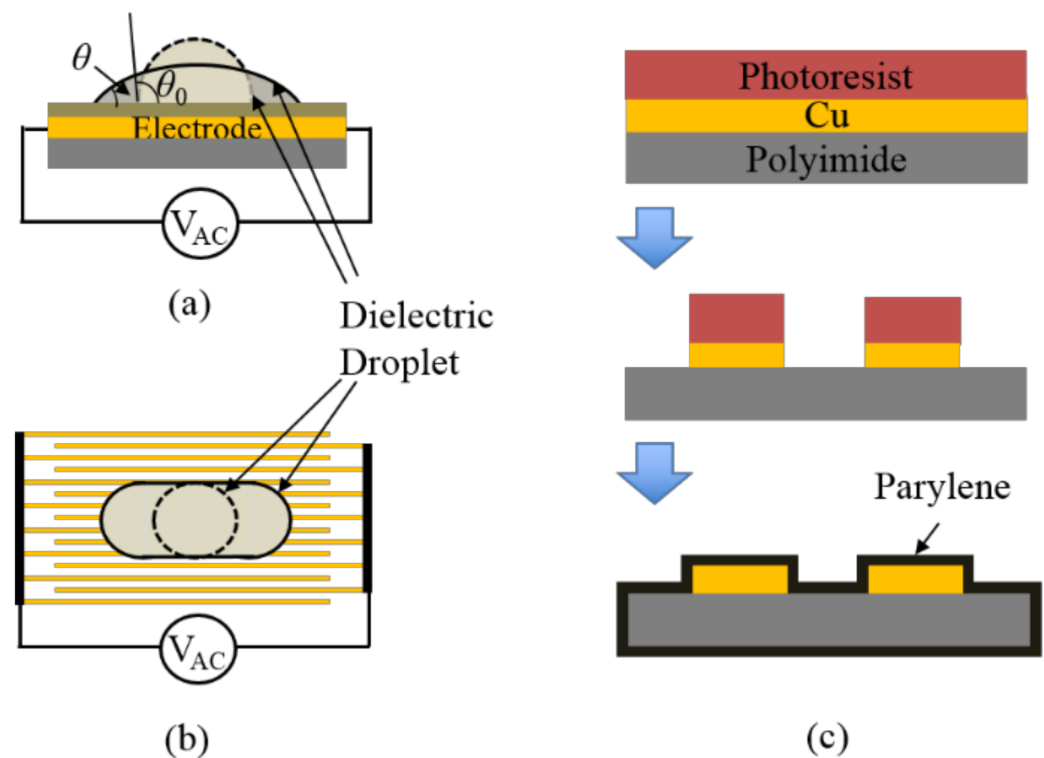 θ
θ0
Electrode
VAC
(a)
Dielectric
Droplet
VAC
(b)
Photoresist
Cu
Polyimide
Parylene
(c)